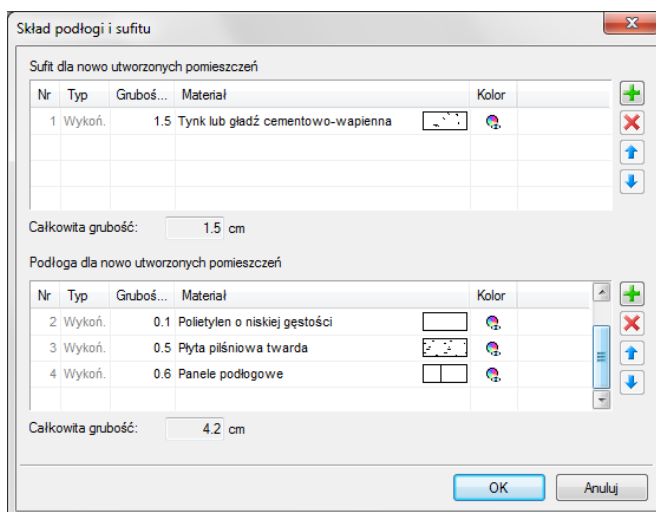 Skład podłogi i sufitu
Sufit dla nowo utworzonych pomieszczeń
Nr Typ Gruboś... Materiał Kolor
1 Wykoń. 1.5 Tynk lub gładź cementowo-wapienna
Całkowita grubość: 1.5 cm
Podłoga dla nowo utworzonych pomieszczeń
Nr Typ Gruboś... Materiał Kolor
2 Wykoń. 0.1 Polietylen o niskiej gęstości
3 Wykoń. 0.5 Płyta pilśniowa twarda
4 Wykoń. 0.6 Panele podłogowe
Całkowita grubość: 4.2 cm
OK Anuluj